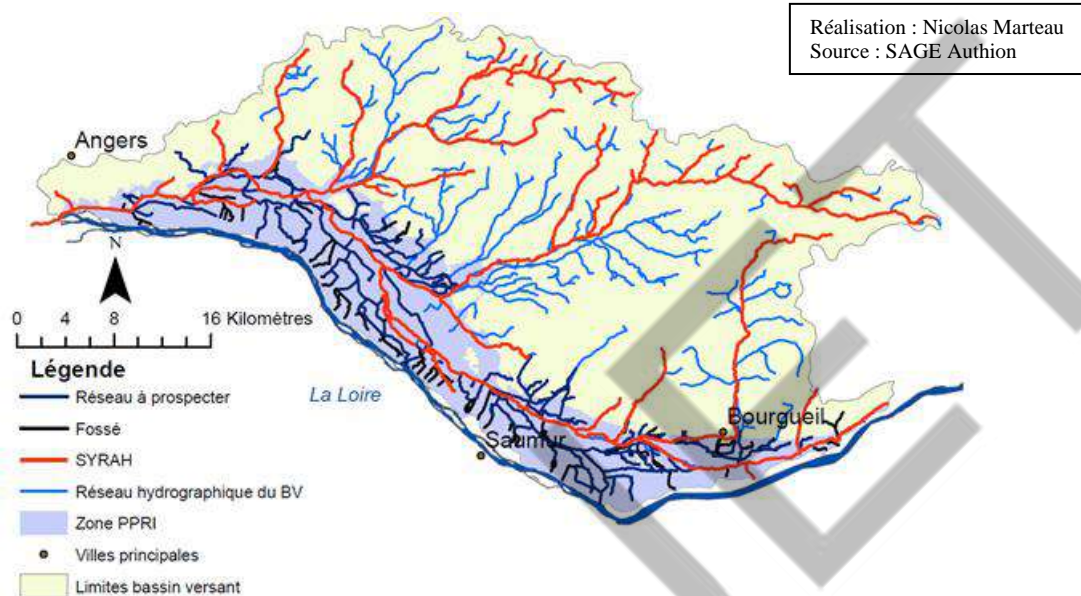 Réalisation : Nicolas Marteau
Source : SAGE Authion
Angers
N
0 4 8 16 Kilomètres
Légende
Réseau à prospecter
Fossé
SYRAH
Réseau hydrographique du BV
Zone PPRI
Villes principales
Limites bassin versant
La Loire
Saumur
Bourgueil